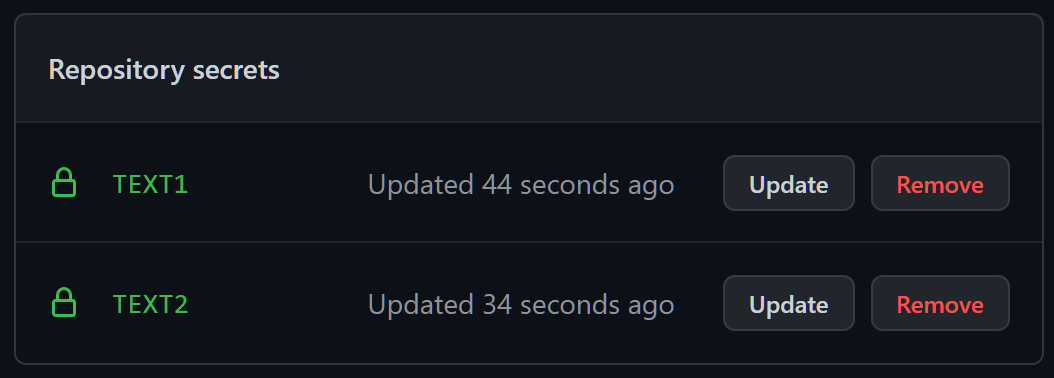 Repository secrets
TEXT1 Updated 44 seconds ago Update Remove
TEXT2 Updated 34 seconds ago Update Remove